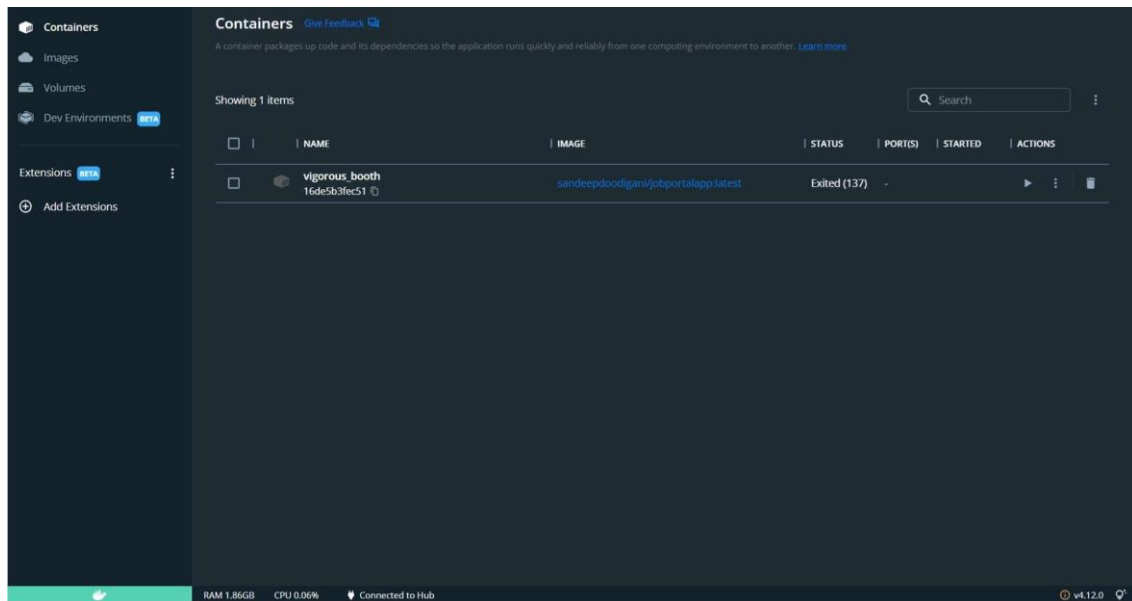 Containers
Images
Volumes
Dev Environments BETA
Extensions BETA
Add Extensions
Containers Give Feedback
A container packages up code and its dependencies so the application runs quickly and reliably from one computing environment to another. Learn more
Showing 1 items
Search
NAME IMAGE STATUS PORT(S) STARTED ACTIONS
vigorous_booth sandeepdoodigani/jobportalapp:latest Exited (137) -
16de5b3fec51
RAM 1.86GB CPU 0.06% Connected to Hub v4.12.0